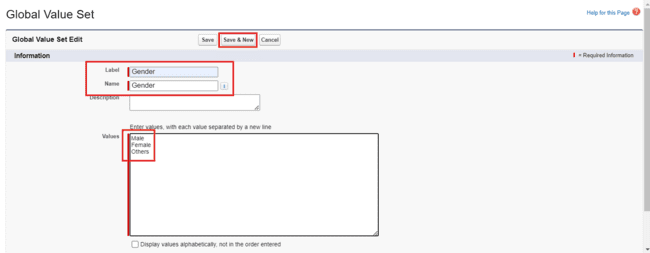 Global Value Set
Help for this Page
Global Value Set Edit
Save
Save & New
Cancel
Information
= Required Information
Label
Gender
Name
Gender
i
Description
Enter values, with each value separated by a new line
Values
Male
Female
Others
Display values alphabetically, not in the order entered